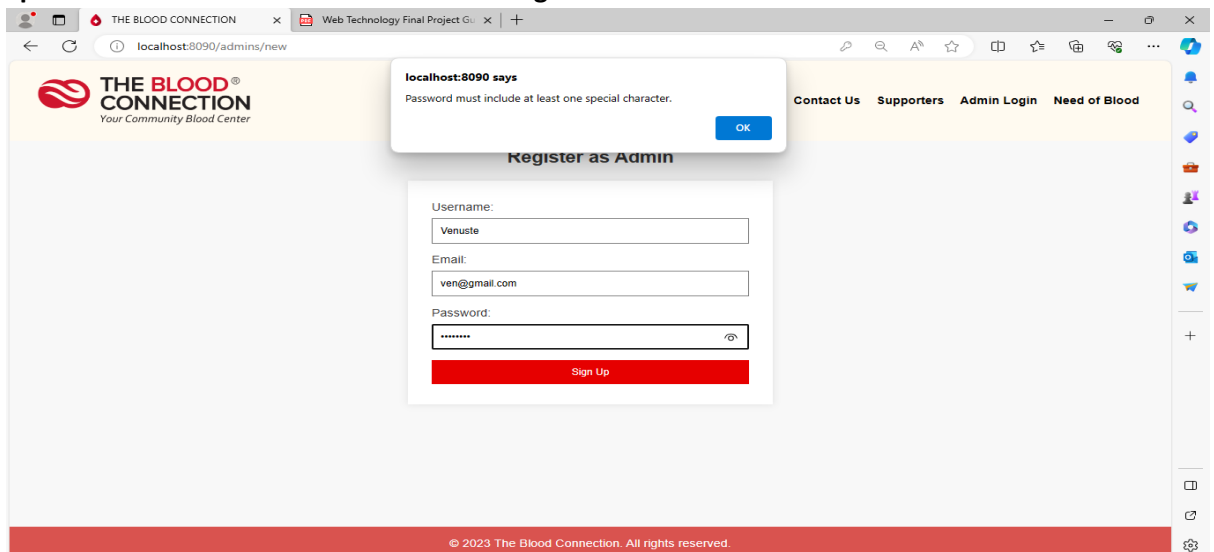 THE BLOOD CONNECTION
Web Technology Final Project Gu
localhost:8090/admins/new
THE BLOOD®
CONNECTION
Your Community Blood Center
localhost:8090 says
Password must include at least one special character.
OK
Contact Us Supporters Admin Login Need of Blood
Register as Admin
Username:
Venuste
Email:
ven@gmail.com
Password:
••••••••
Sign Up
© 2023 The Blood Connection. All rights reserved.